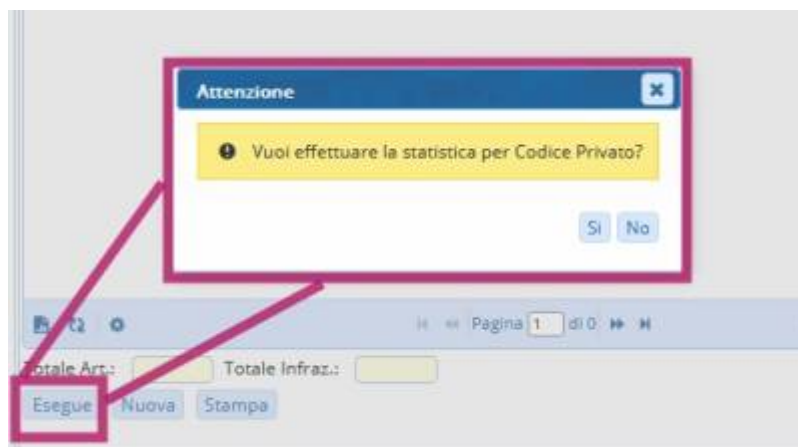 Attenzione
Vuoi effettuare la statistica per Codice Privato?
Si No
Pagina 1 di 0
Totale Art.: Totale Infraz.:
Esegue Nuova Stampa